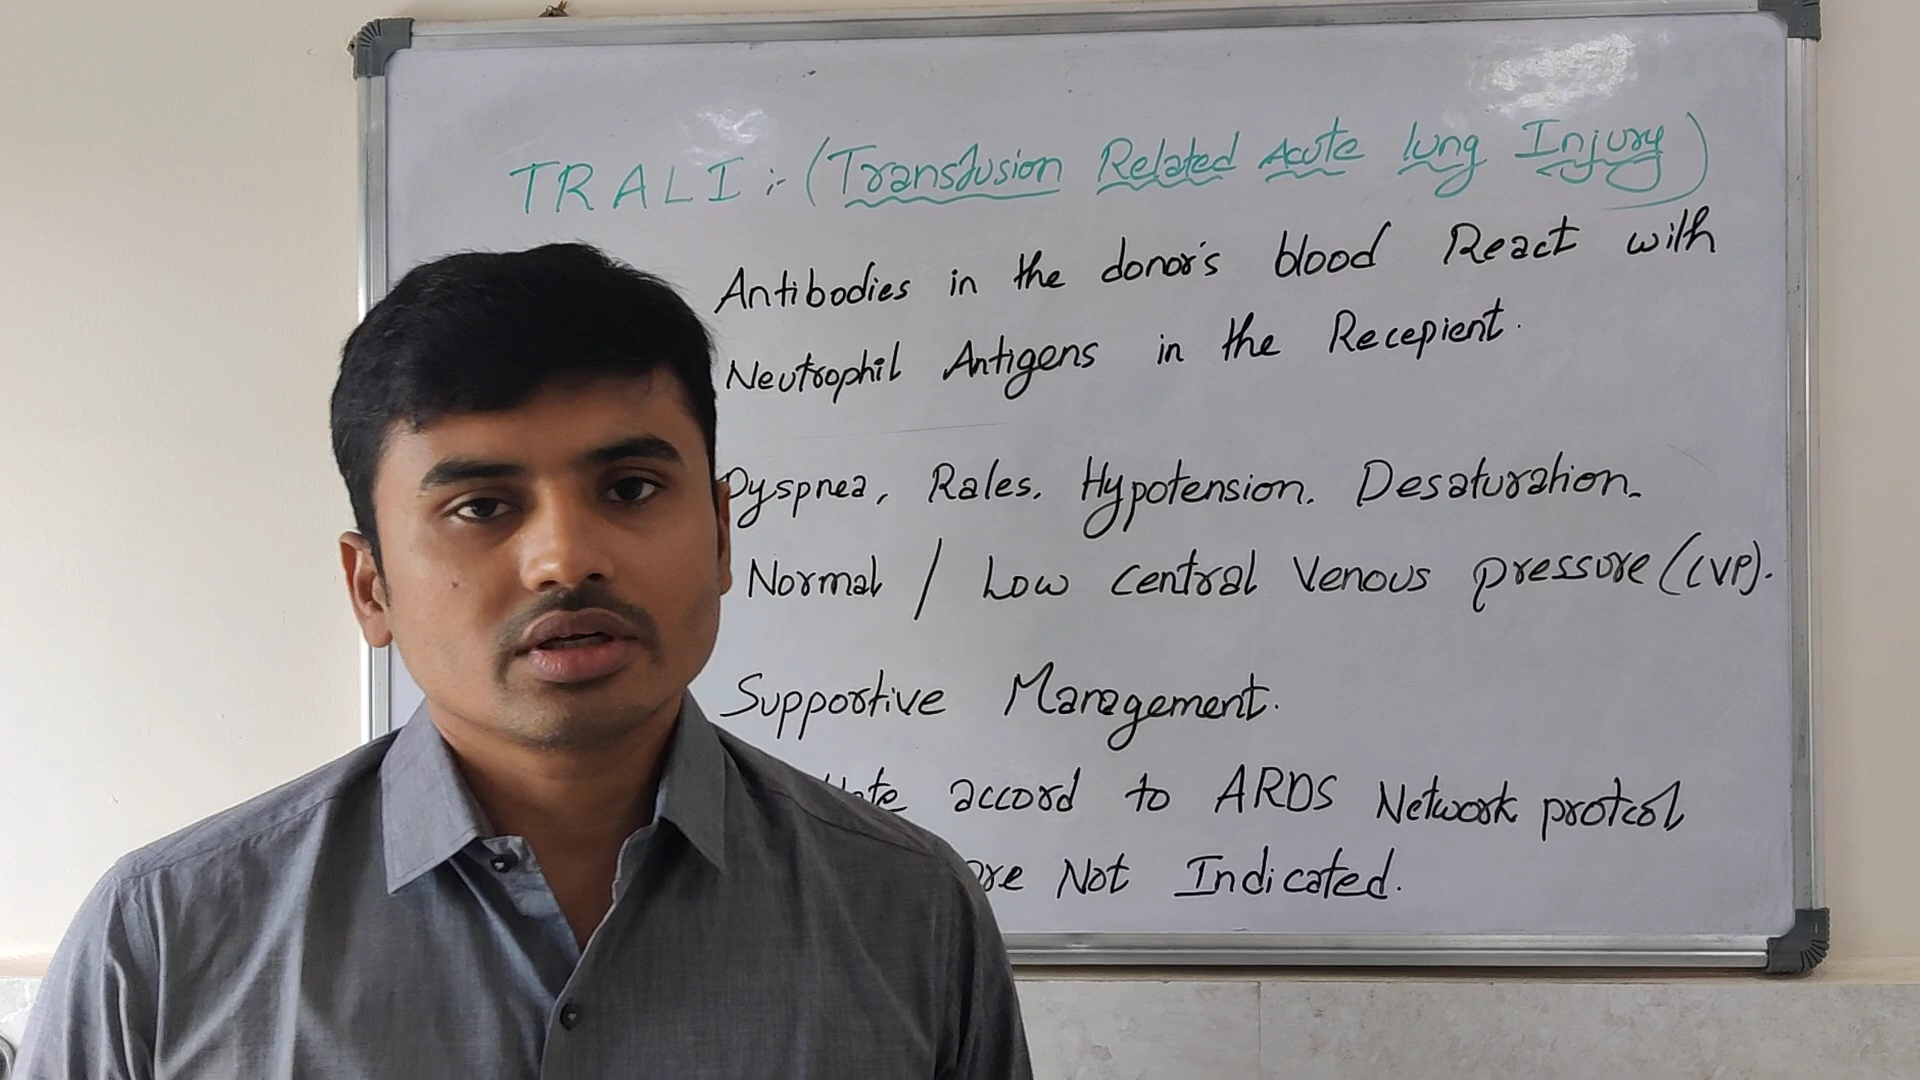 TRALI :- (Transfusion Related Acute lung Injury)
Antibodies in the donor's blood React with
Neutrophil Antigens in the Recepient.
Dyspnea, Rales. Hypotension. Desaturation.
Normal / Low central Venous pressure (CVP).
Supportive Management.
accord to ARDS Network protcol
Not Indicated.